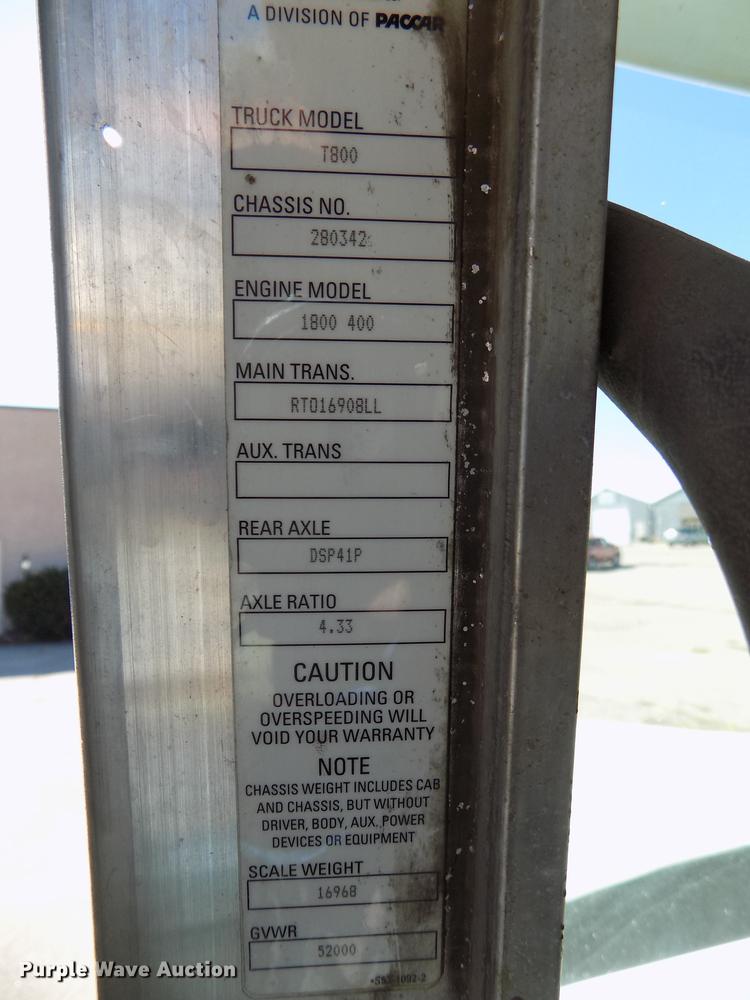 A DIVISION OF PACCAR
TRUCK MODEL
T800
CHASSIS NO.
280342
ENGINE MODEL
1800 400
MAIN TRANS.
RTO16908LL
AUX. TRANS
REAR AXLE
DSP41P
AXLE RATIO
4.33
CAUTION
OVERLOADING OR
OVERSPEEDING WILL
VOID YOUR WARRANTY
NOTE
CHASSIS WEIGHT INCLUDES CAB
AND CHASSIS, BUT WITHOUT
DRIVER, BODY, AUX. POWER
DEVICES OR EQUIPMENT
SCALE WEIGHT
16968
GVWR
52000
Purple Wave Auction